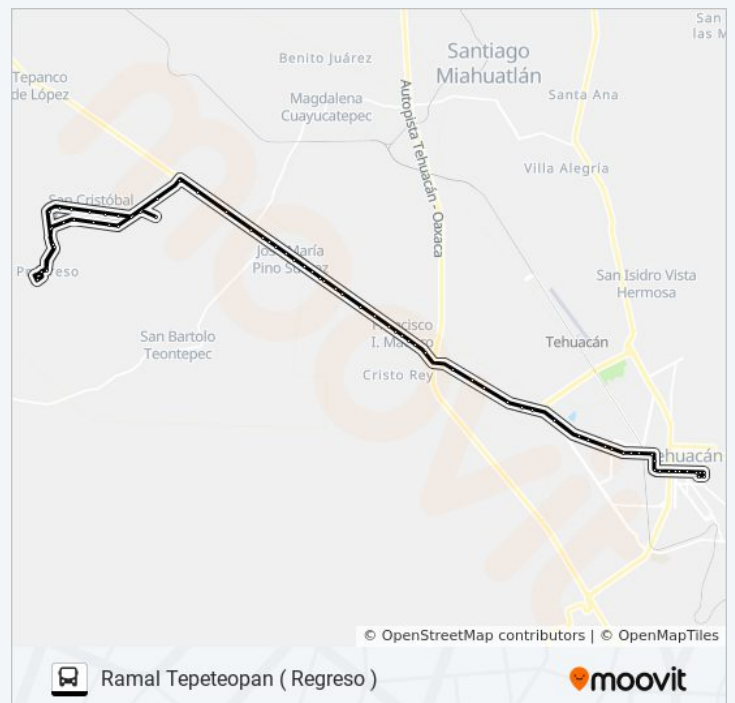 San
las M
Santiago
Miahuatlán
Benito Juárez
Tepanco
de López
Santa Ana
Magdalena
Cuayucatepec
Autopista Tehuacán - Oaxaca
Villa Alegría
San Cristóbal
José María
Pino Suárez
Progreso
San Isidro Vista
Hermosa
Francisco
I. Madero
San Bartolo
Teontepec
Tehuacán
Cristo Rey
Tehuacán
moovit
© OpenStreetMap contributors | © OpenMapTiles
Ramal Tepeteopan ( Regreso )
moovit